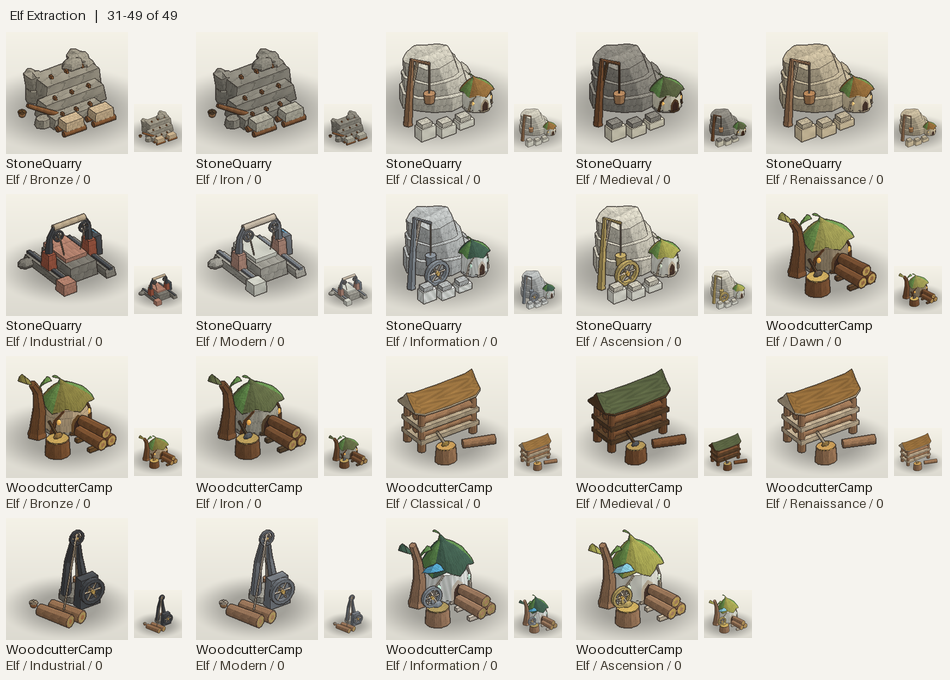 Elf Extraction | 31-49 of 49
StoneQuarry
Elf / Bronze / 0
StoneQuarry
Elf / Iron / 0
StoneQuarry
Elf / Classical / 0
StoneQuarry
Elf / Medieval / 0
StoneQuarry
Elf / Renaissance / 0
StoneQuarry
Elf / Industrial / 0
StoneQuarry
Elf / Modern / 0
StoneQuarry
Elf / Information / 0
StoneQuarry
Elf / Ascension / 0
WoodcutterCamp
Elf / Dawn / 0
WoodcutterCamp
Elf / Bronze / 0
WoodcutterCamp
Elf / Iron / 0
WoodcutterCamp
Elf / Classical / 0
WoodcutterCamp
Elf / Medieval / 0
WoodcutterCamp
Elf / Renaissance / 0
WoodcutterCamp
Elf / Industrial / 0
WoodcutterCamp
Elf / Modern / 0
WoodcutterCamp
Elf / Information / 0
WoodcutterCamp
Elf / Ascension / 0